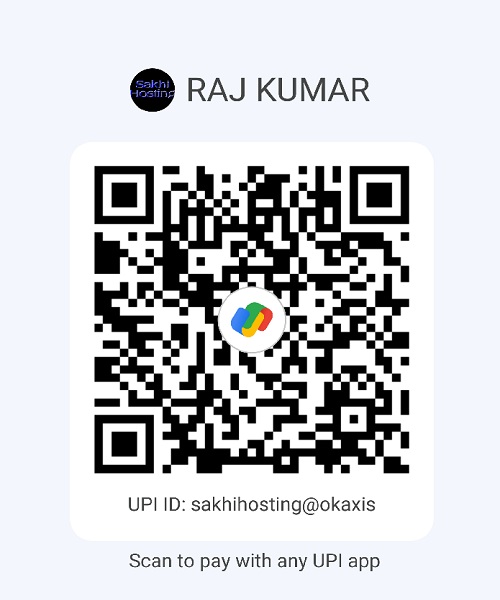 Sakhi
Hosting
RAJ KUMAR
UPI ID: sakhihosting@okaxis
Scan to pay with any UPI app